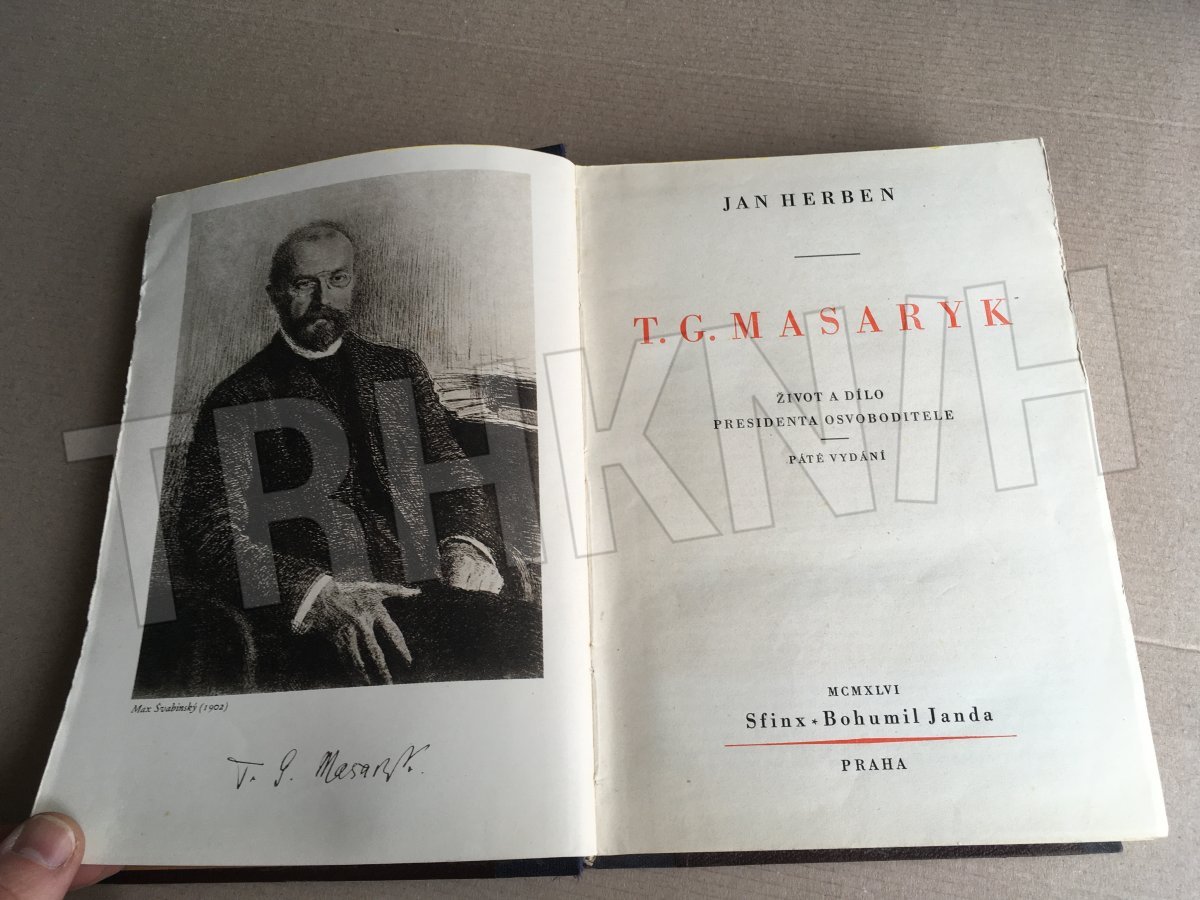 Max Švabinský (1902)
T. G. Masaryk.
JAN HERBEN
T. G. MASARYK
ŽIVOT A DÍLO
PRESIDENTA OSVOBODITELE
PÁTÉ VYDÁNÍ
MCMXLVI
Sfinx * Bohumil Janda
PRAHA
TRHKNIH